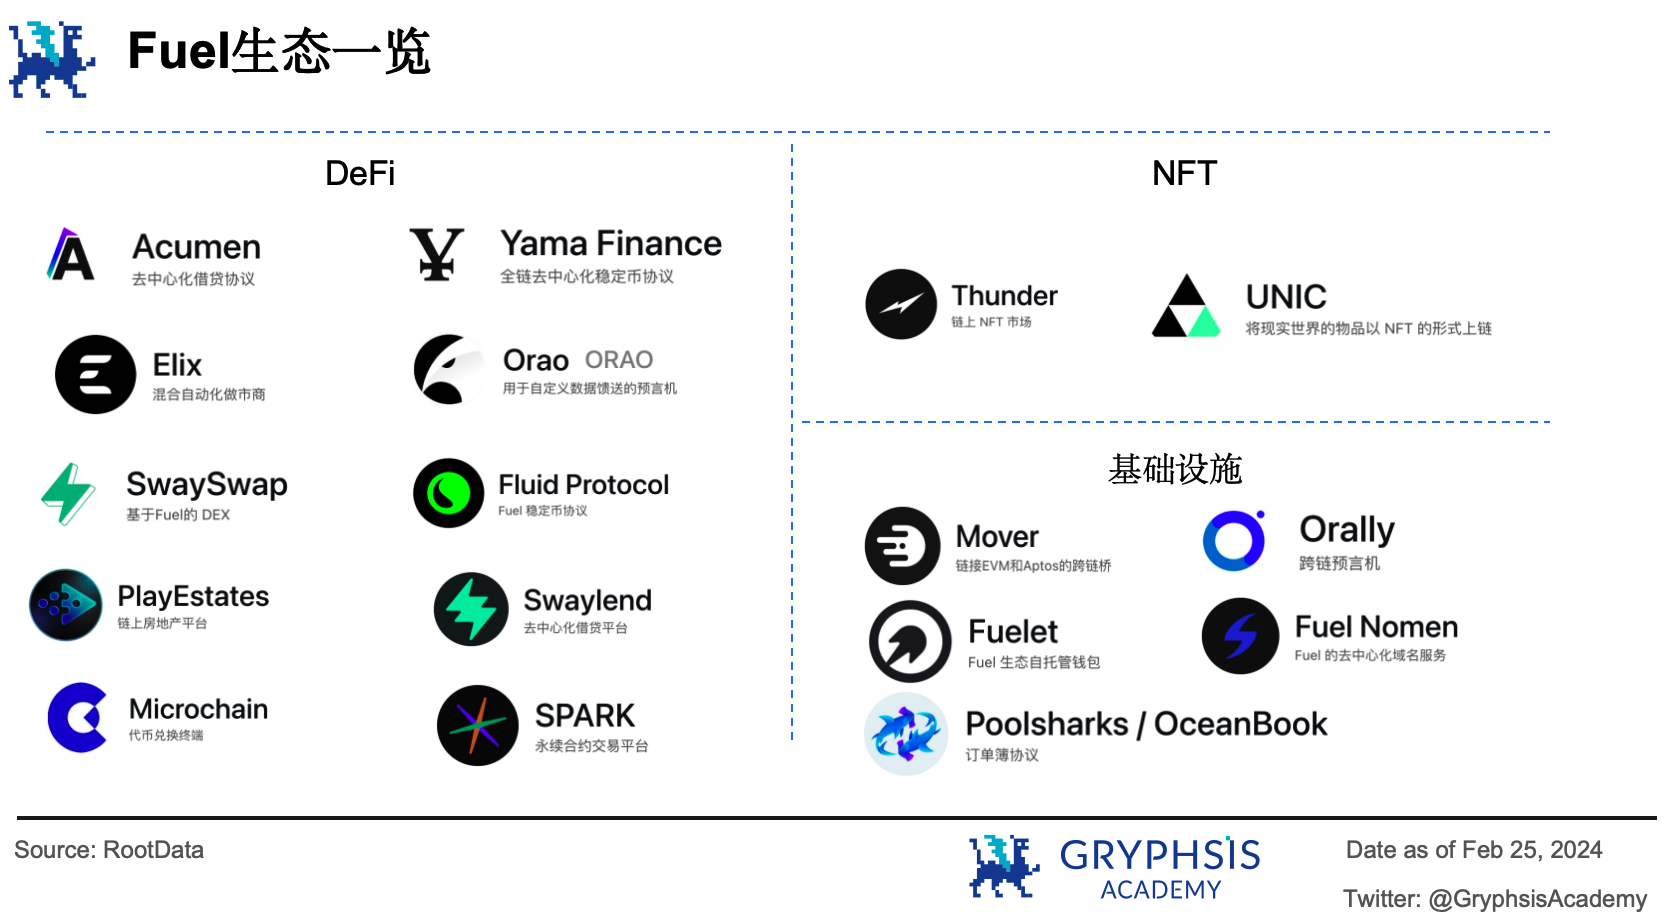 Fuel生态一览
DeFi
Acumen
去中心化借贷协议
Yama Finance
全链去中心化稳定币协议
Elix
混合自动化做市商
Orao ORAO
用于自定义数据馈送的预言机
SwaySwap
基于Fuel的 DEX
Fluid Protocol
Fuel 稳定币协议
PlayEstates
链上房地产平台
Swaylend
去中心化借贷平台
Microchain
代币兑换终端
SPARK
永续合约交易平台
NFT
Thunder
链上 NFT 市场
UNIC
将现实世界的物品以 NFT 的形式上链
基础设施
Mover
链接EVM和Aptos的跨链桥
Orally
跨链预言机
Fuelet
Fuel 生态自托管钱包
Fuel Nomen
Fuel 的去中心化域名服务
Poolsharks / OceanBook
订单簿协议
Source: RootData
GRYPHSIS
ACADEMY
Date as of Feb 25, 2024
Twitter: @GryphsisAcademy